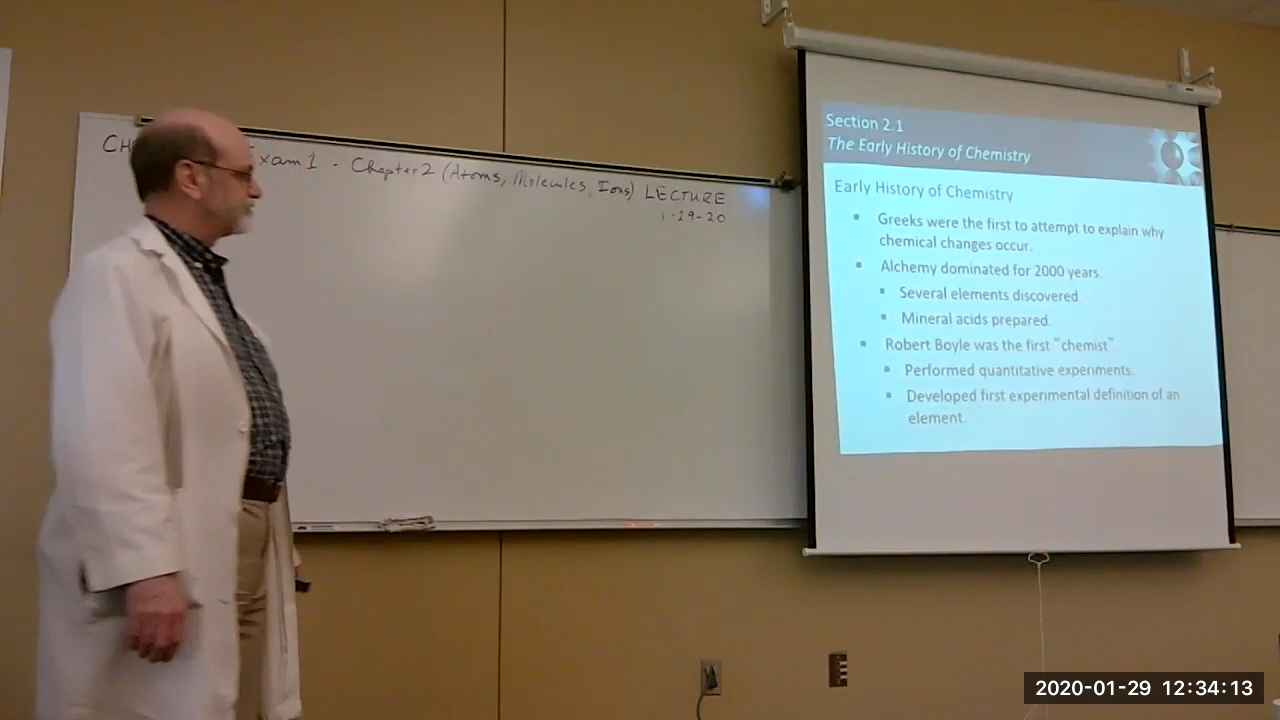 CH xam 1 - Chapter 2 (Atoms, Molecules, Ions) LECTURE
1-29-20
Section 2.1
The Early History of Chemistry
Early History of Chemistry
▪ Greeks were the first to attempt to explain why
chemical changes occur.
▪ Alchemy dominated for 2000 years.
▪ Several elements discovered.
▪ Mineral acids prepared.
▪ Robert Boyle was the first "chemist".
▪ Performed quantitative experiments.
▪ Developed first experimental definition of an
element.
2020-01-29 12:34:13